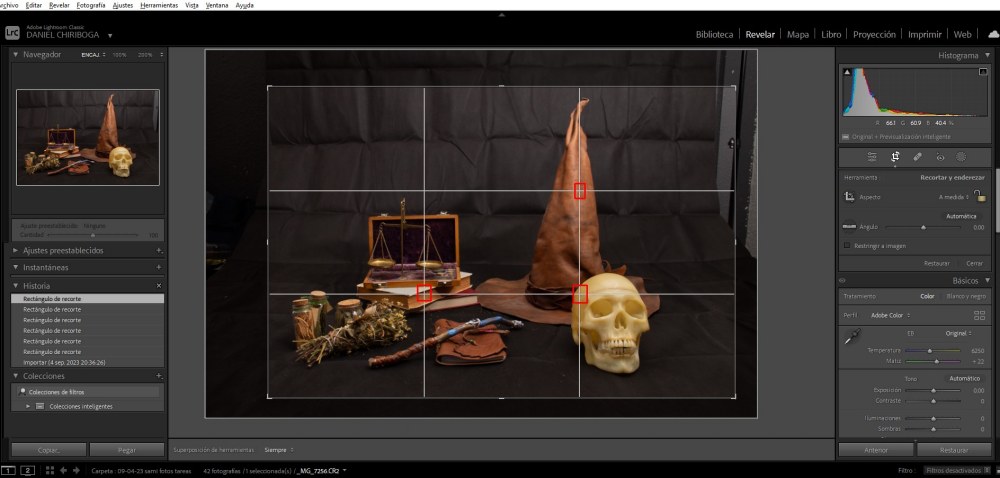 rchivo Editar Revelar Fotografía Ajustes Herramientas Vista Ventana Ayuda
Lrc Adobe Lightroom Classic
DANIEL CHIRIBOGA
Biblioteca | Revelar | Mapa | Libro | Proyección | Imprimir | Web
Navegador ENCAJ. 100% 200%
Ajuste preestablecido: Ninguno
Cantidad 100
Ajustes preestablecidos
Instantáneas
Historia
Rectángulo de recorte
Rectángulo de recorte
Rectángulo de recorte
Rectángulo de recorte
Rectángulo de recorte
Rectángulo de recorte
Importar (4 sep. 2023 20:36:26)
Colecciones
Colecciones de filtros
Colecciones inteligentes
Copiar... Pegar
Histograma
R 66.1 G 60.9 B 40.4 %
Original + Previsualización inteligente
Herramienta: Recortar y enderezar
Aspecto A medida
Automática
Ángulo 0.00
Restringir a imagen
Restaurar Cerrar
Básicos
Tratamiento Color Blanco y negro
Perfil Adobe Color
EB Original
Temperatura 6250
Matiz + 22
Tono Automático
Exposición 0.00
Contraste 0
Iluminaciones 0
Sombras 0
Anterior Restaurar
Superposición de herramientas: Siempre
1 2 Carpeta : 09-04-23 semi fotos tareas 42 fotografías /1 seleccionada(s) /_MG_7256.CR2
Filtro : Filtros desactivados